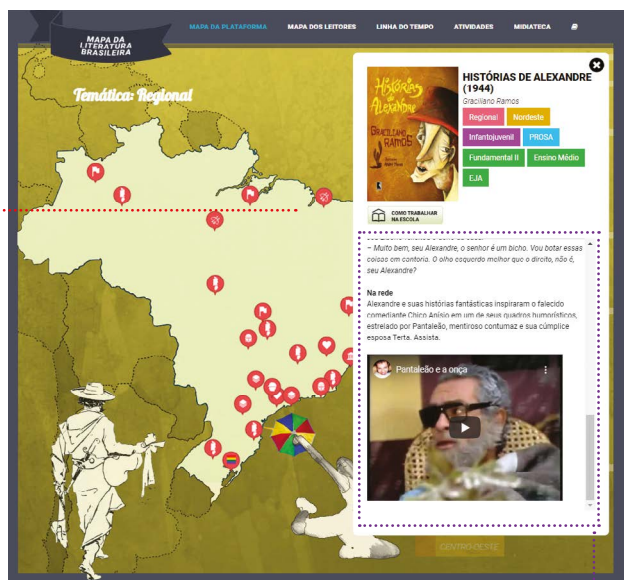 MAPA DA
LITERATURA
BRASILEIRA
MAPA DA PLATAFORMA
MAPA DOS LEITORES
LINHA DO TEMPO
ATIVIDADES
MIDIATECA
Temática: Regional
Histórias
de
Alexandre
GRACILIANO
RAMOS
HISTÓRIAS DE ALEXANDRE
(1944)
Graciliano Ramos
Regional Nordeste
Infantojuvenil PROSA
Fundamental II Ensino Médio
EJA
COMO TRABALHAR
NA ESCOLA
– Muito bem, seu Alexandre, o senhor é um bicho. Vou botar essas
coisas em cantoria. O olho esquerdo melhor que o direito, não é,
seu Alexandre?
Na rede
Alexandre e suas histórias fantásticas inspiraram o falecido
comediante Chico Anísio em um de seus quadros humorísticos,
estrelado por Pantaleão, mentiroso contumaz e sua cúmplice
esposa Terta. Assista.
Pantaleão e a onça
CENTRO-OESTE